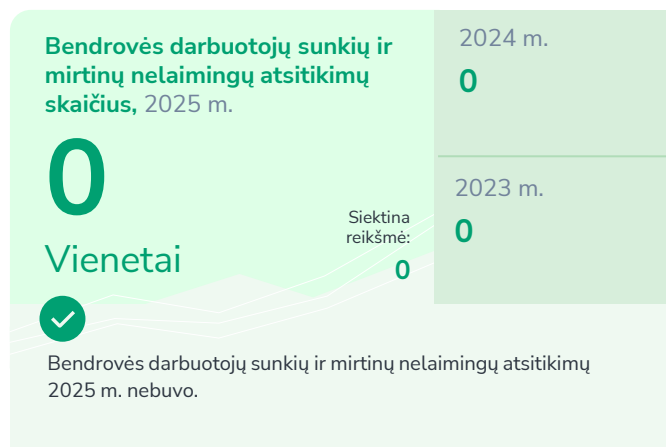 Bendrovės darbuotojų sunkių ir
mirtinų nelaimingų atsitikimų
skaičius, 2025 m.
0
Vienetai
Siektina
reikšmė:
0
2024 m.
0
2023 m.
0
Bendrovės darbuotojų sunkių ir mirtinų nelaimingų atsitikimų
2025 m. nebuvo.